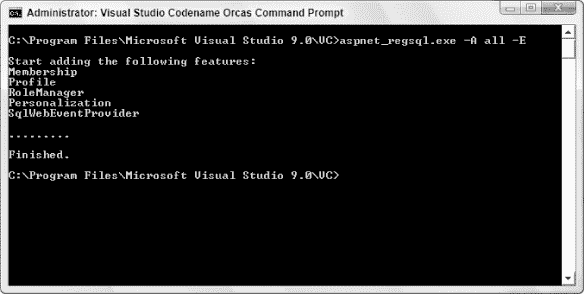 Administrator: Visual Studio Codename Orcas Command Prompt
C:\Program Files\Microsoft Visual Studio 9.0\VC>aspnet_regsql.exe -A all -E
Start adding the following features:
Membership
Profile
RoleManager
Personalization
SqlWebEventProvider
.........
Finished.
C:\Program Files\Microsoft Visual Studio 9.0\VC>